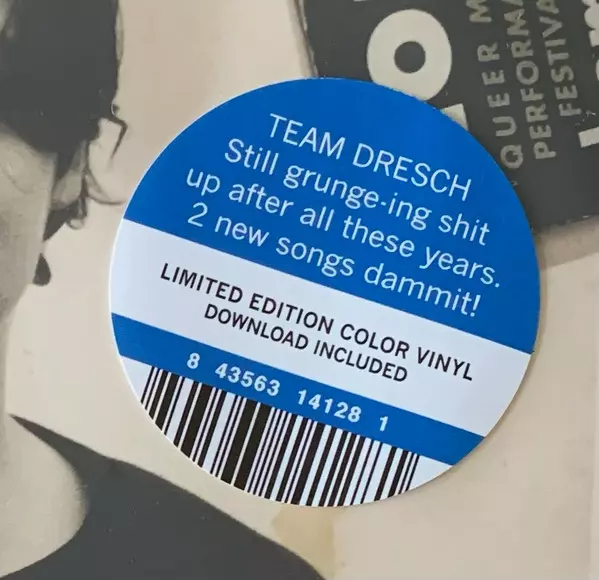 QUEER
PERFORMA
FESTIVA
TEAM DRESCH
Still grunge-ing shit
up after all these years.
2 new songs dammit!
LIMITED EDITION COLOR VINYL
DOWNLOAD INCLUDED
8 43563 14128 1